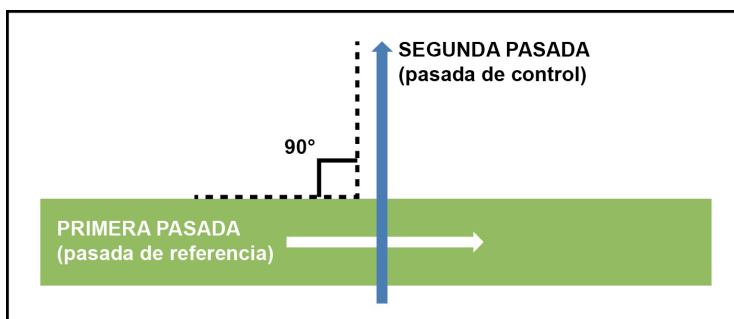 SEGUNDA PASADA
(pasada de control)
90°
PRIMERA PASADA
(pasada de referencia)